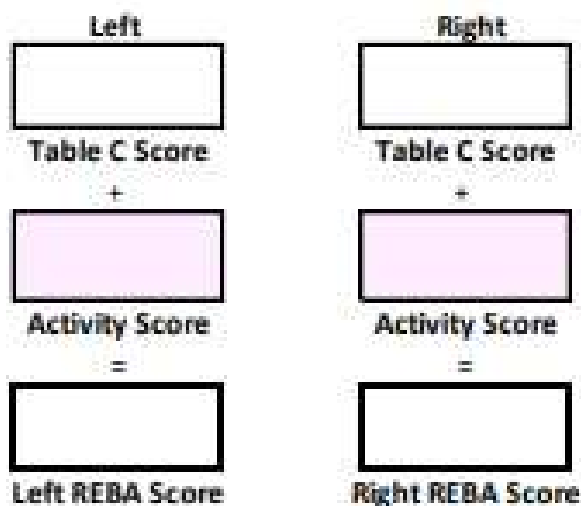 Left Right
Table C Score Table C Score
+ +
Activity Score Activity Score
= =
Left REBA Score Right REBA Score